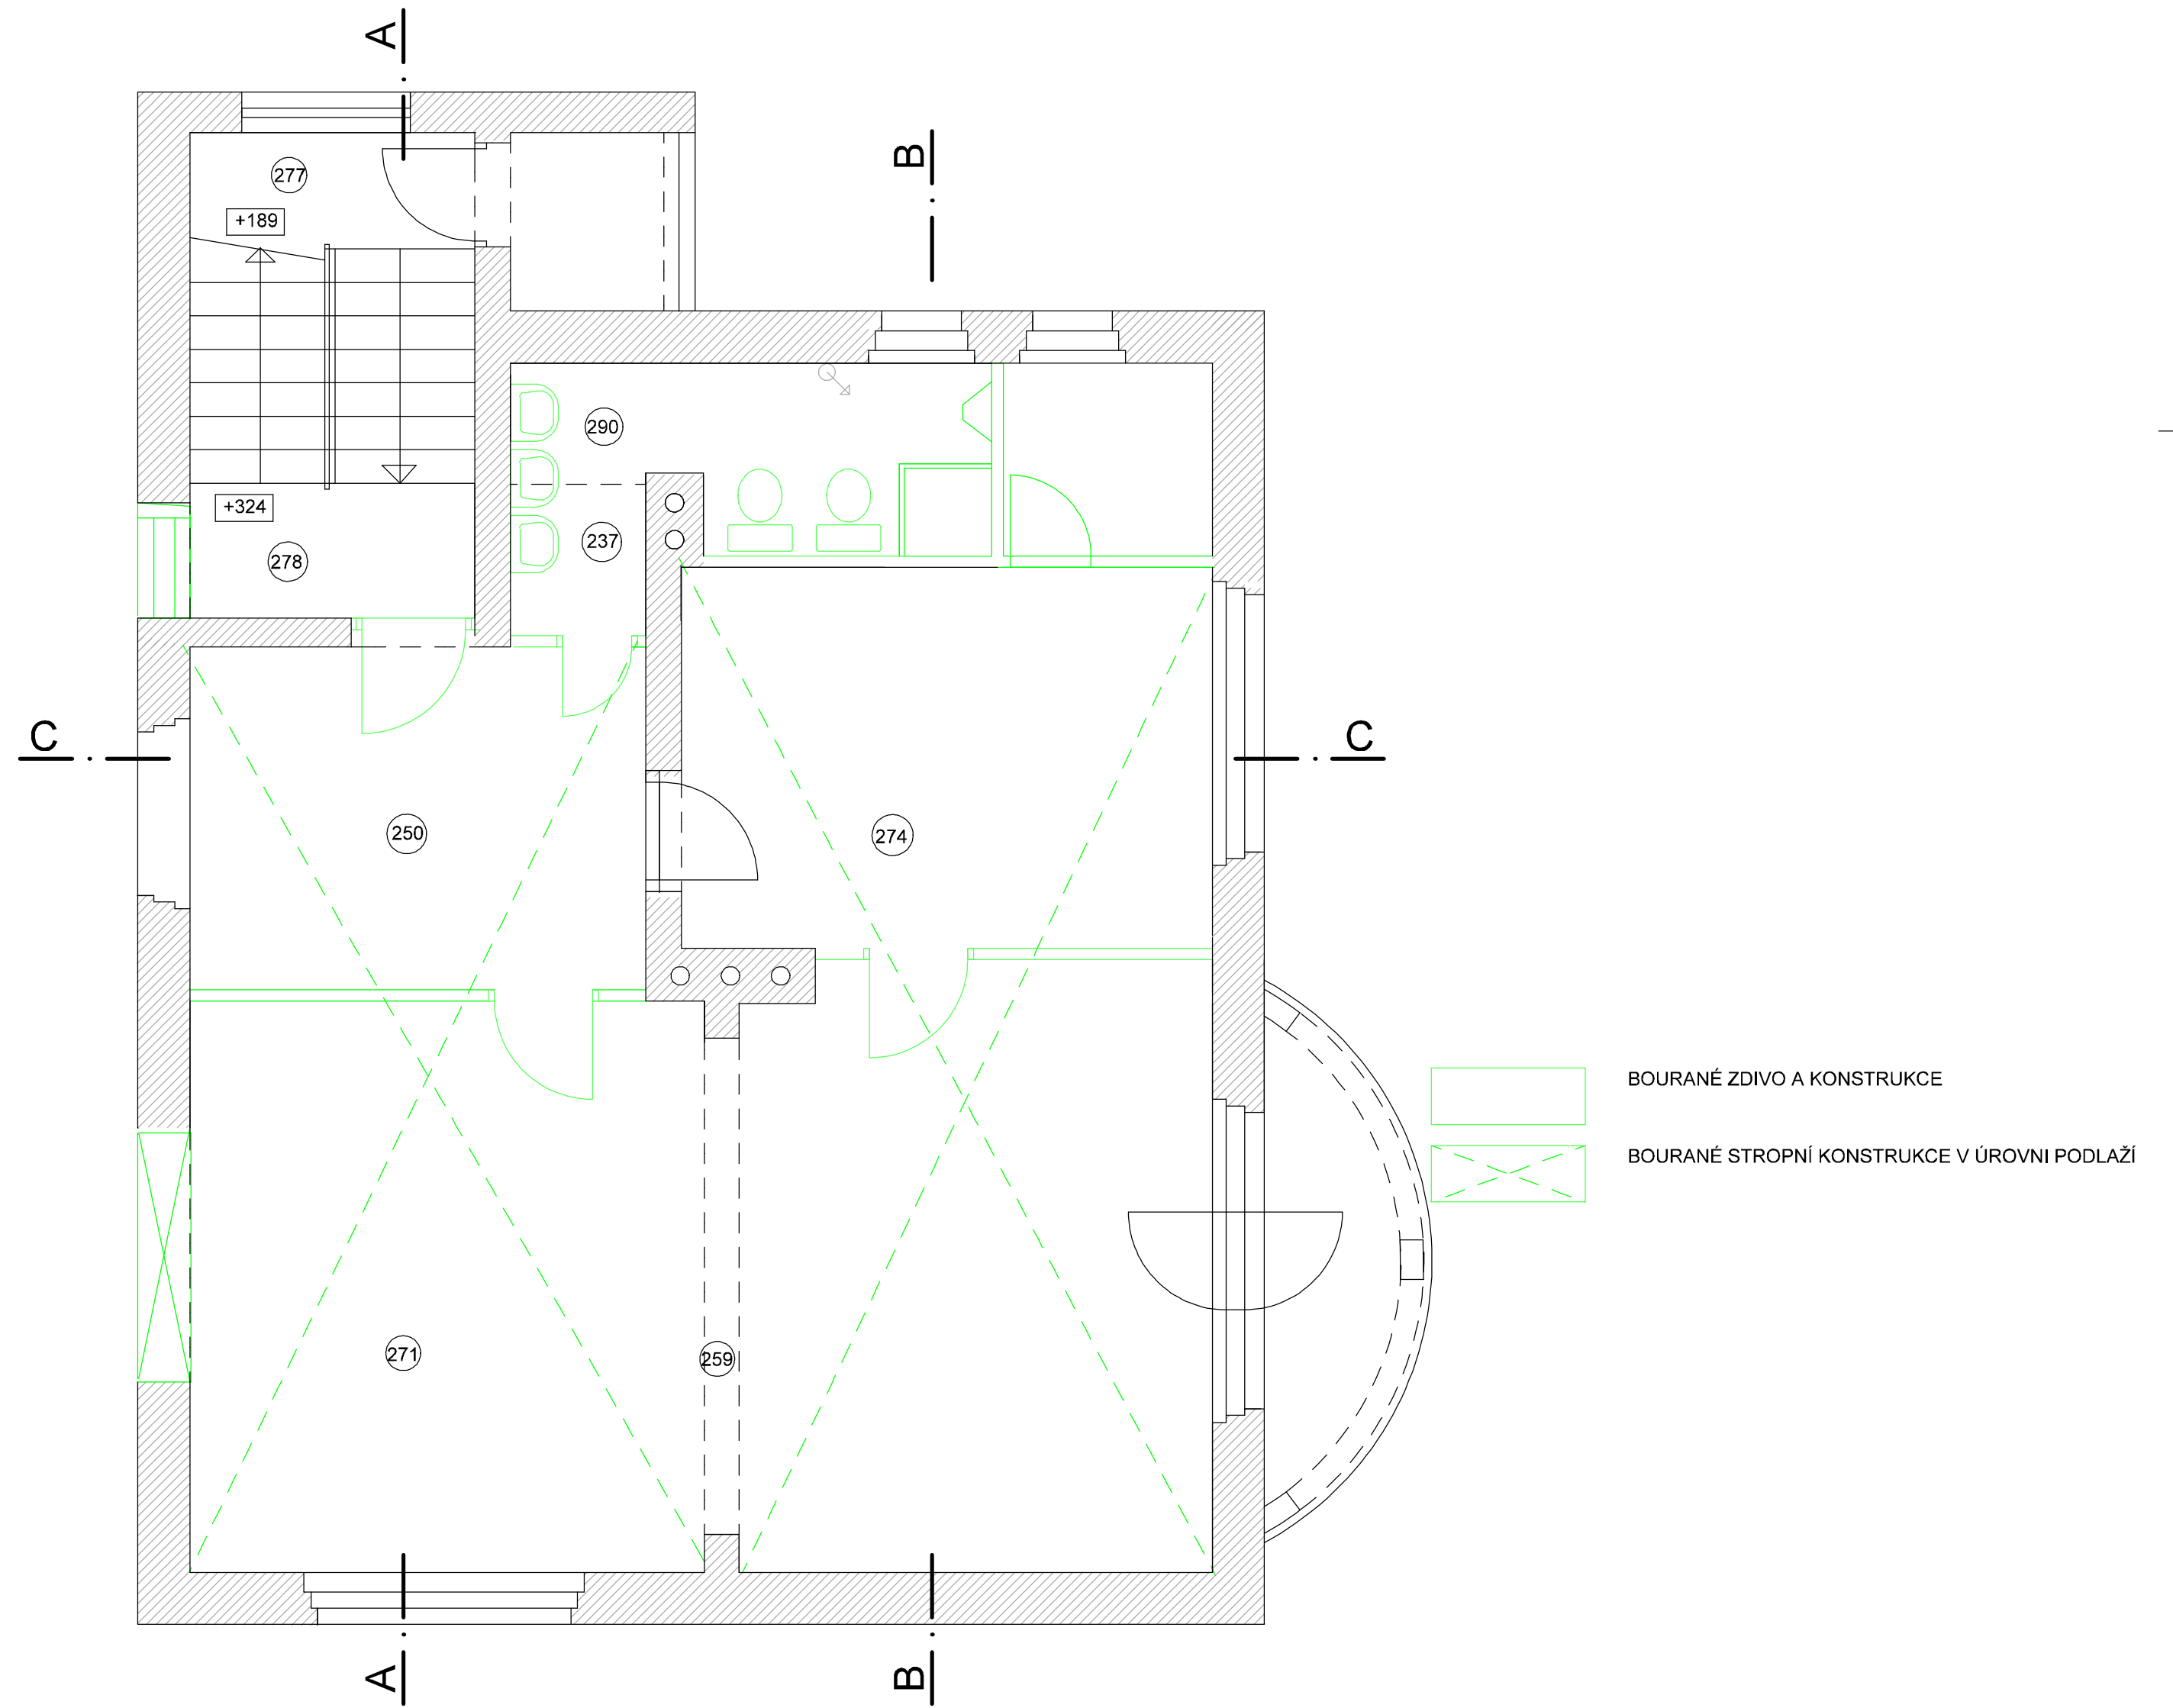 A
B
277
+189
290
+324
237
278
C
C
250
274
BOURANÉ ZDIVO A KONSTRUKCE
BOURANÉ STROPNÍ KONSTRUKCE V ÚROVNI PODLAŽÍ
271
259
A
B